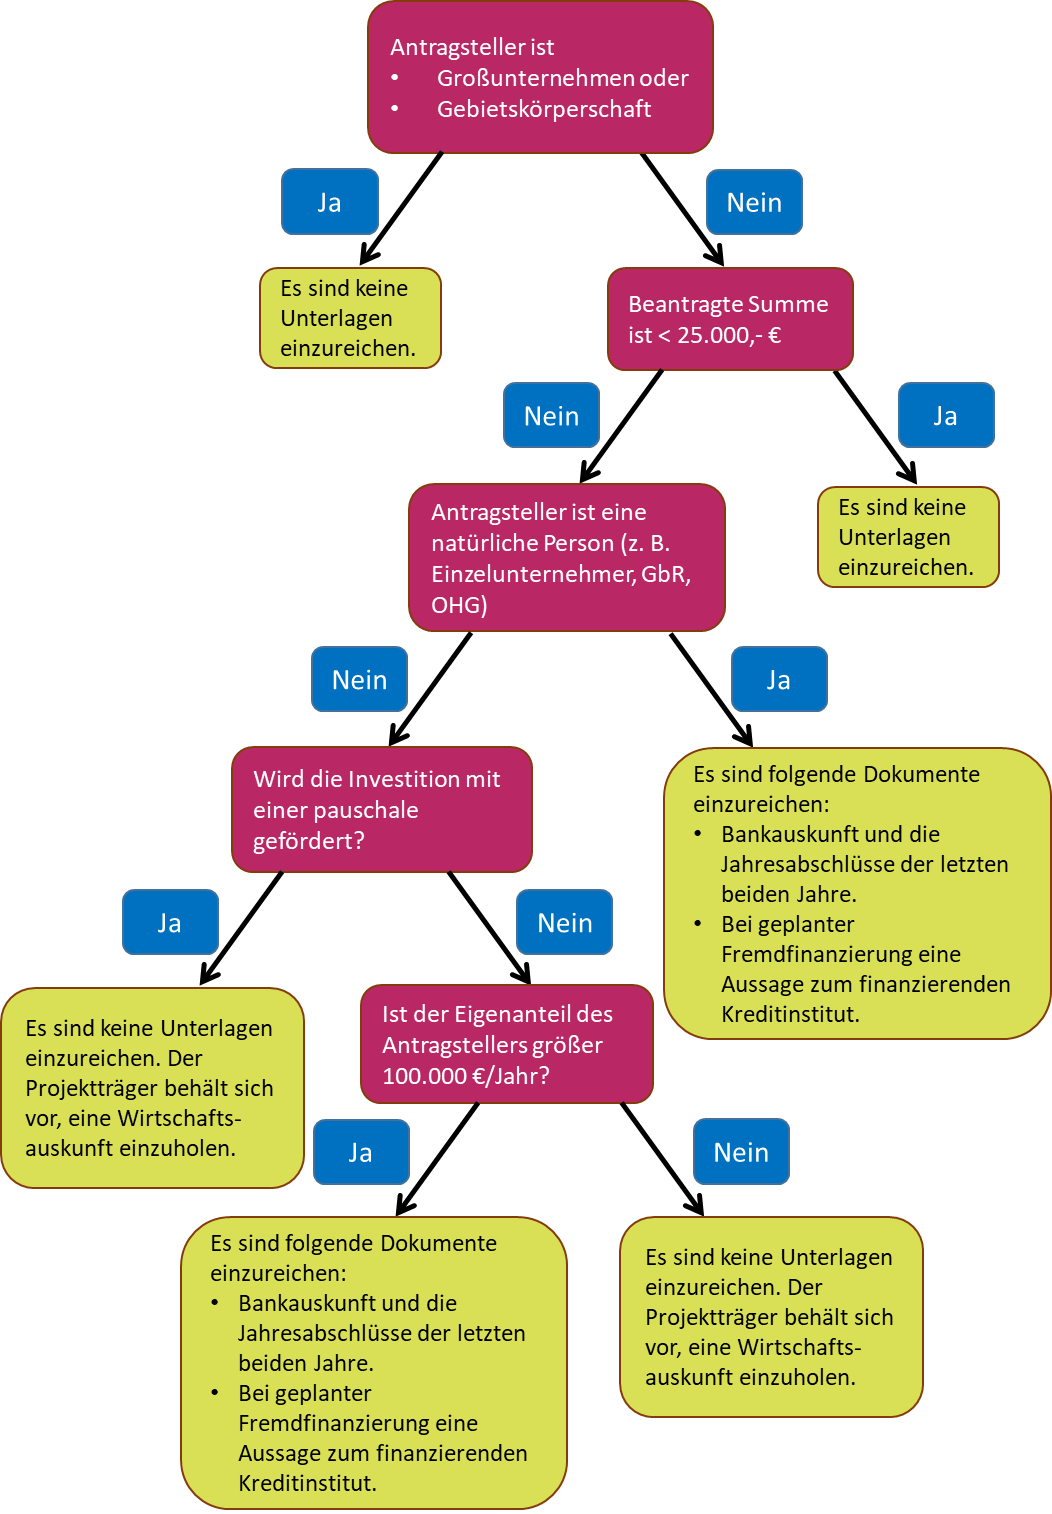 Antragsteller ist
• Großunternehmen oder
• Gebietskörperschaft
Ja
Nein
Es sind keine
Unterlagen
einzureichen.
Beantragte Summe
ist < 25.000,- €
Nein
Ja
Antragsteller ist eine
natürliche Person (z. B.
Einzelunternehmer, GbR,
OHG)
Es sind keine
Unterlagen
einzureichen.
Nein
Ja
Wird die Investition mit
einer pauschale
gefördert?
Es sind folgende Dokumente
einzureichen:
• Bankauskunft und die
Jahresabschlüsse der letzten
beiden Jahre.
• Bei geplanter
Fremdfinanzierung eine
Aussage zum finanzierenden
Kreditinstitut.
Ja
Nein
Es sind keine Unterlagen
einzureichen. Der
Projektträger behält sich
vor, eine Wirtschafts-
auskunft einzuholen.
Ist der Eigenanteil des
Antragstellers größer
100.000 €/Jahr?
Ja
Nein
Es sind folgende Dokumente
einzureichen:
• Bankauskunft und die
Jahresabschlüsse der letzten
beiden Jahre.
• Bei geplanter
Fremdfinanzierung eine
Aussage zum finanzierenden
Kreditinstitut.
Es sind keine Unterlagen
einzureichen. Der
Projektträger behält sich
vor, eine Wirtschafts-
auskunft einzuholen.